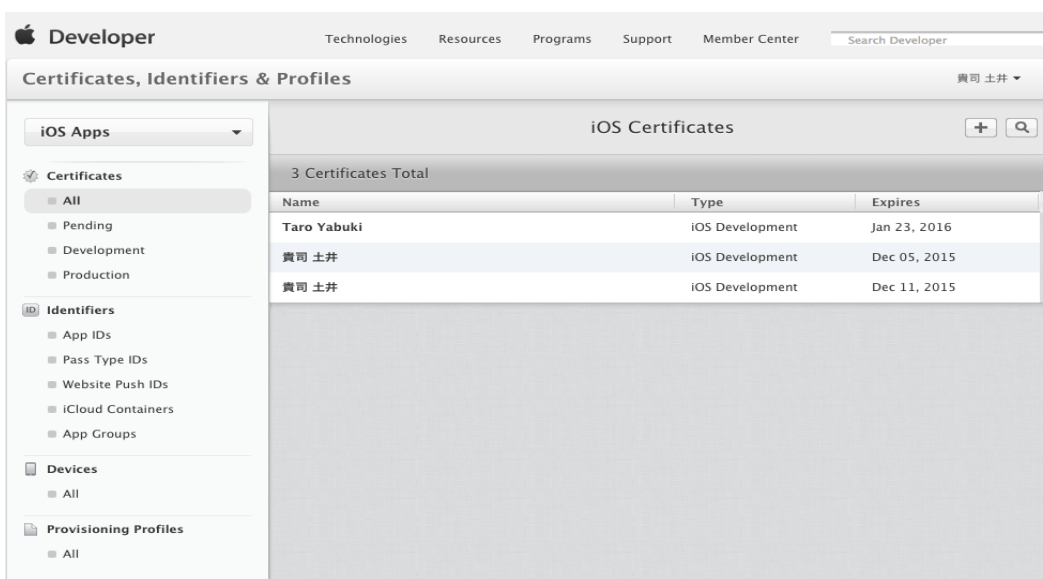 Developer
Technologies Resources Programs Support Member Center Search Developer
Certificates, Identifiers & Profiles
貴司 土井
iOS Apps
Certificates
All
Pending
Development
Production
ID Identifiers
App IDs
Pass Type IDs
Website Push IDs
iCloud Containers
App Groups
Devices
All
Provisioning Profiles
All
iOS Certificates
3 Certificates Total
Name Type Expires
Taro Yabuki iOS Development Jan 23, 2016
貴司 土井 iOS Development Dec 05, 2015
貴司 土井 iOS Development Dec 11, 2015